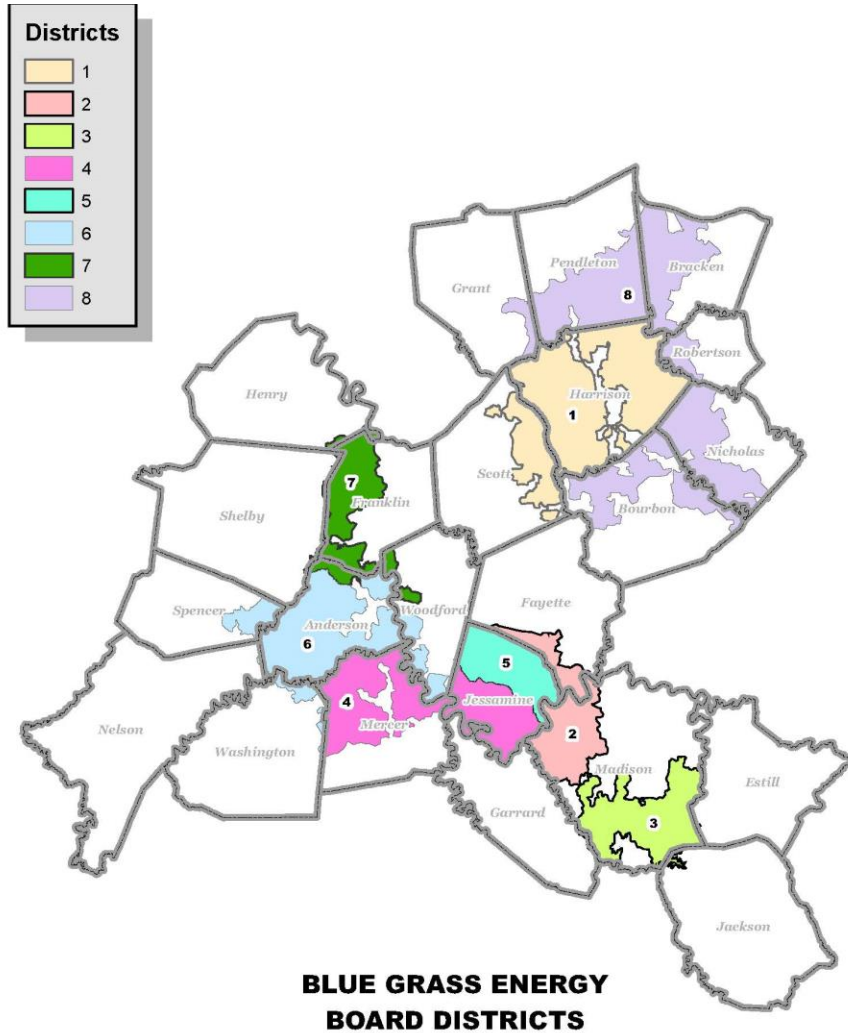 Districts
1
2
3
4
5
6
7
8
Pendleton
Bracken
Grant
8
Robertson
Henry
Harrison
1
Nicholas
Scott
7
Franklin
Bourbon
Shelby
Fayette
Spencer
Woodford
Anderson
6
5
4
Jessamine
Mercer
Nelson
2
Washington
Madison
Estill
Garrard
3
Jackson
BLUE GRASS ENERGY
BOARD DISTRICTS